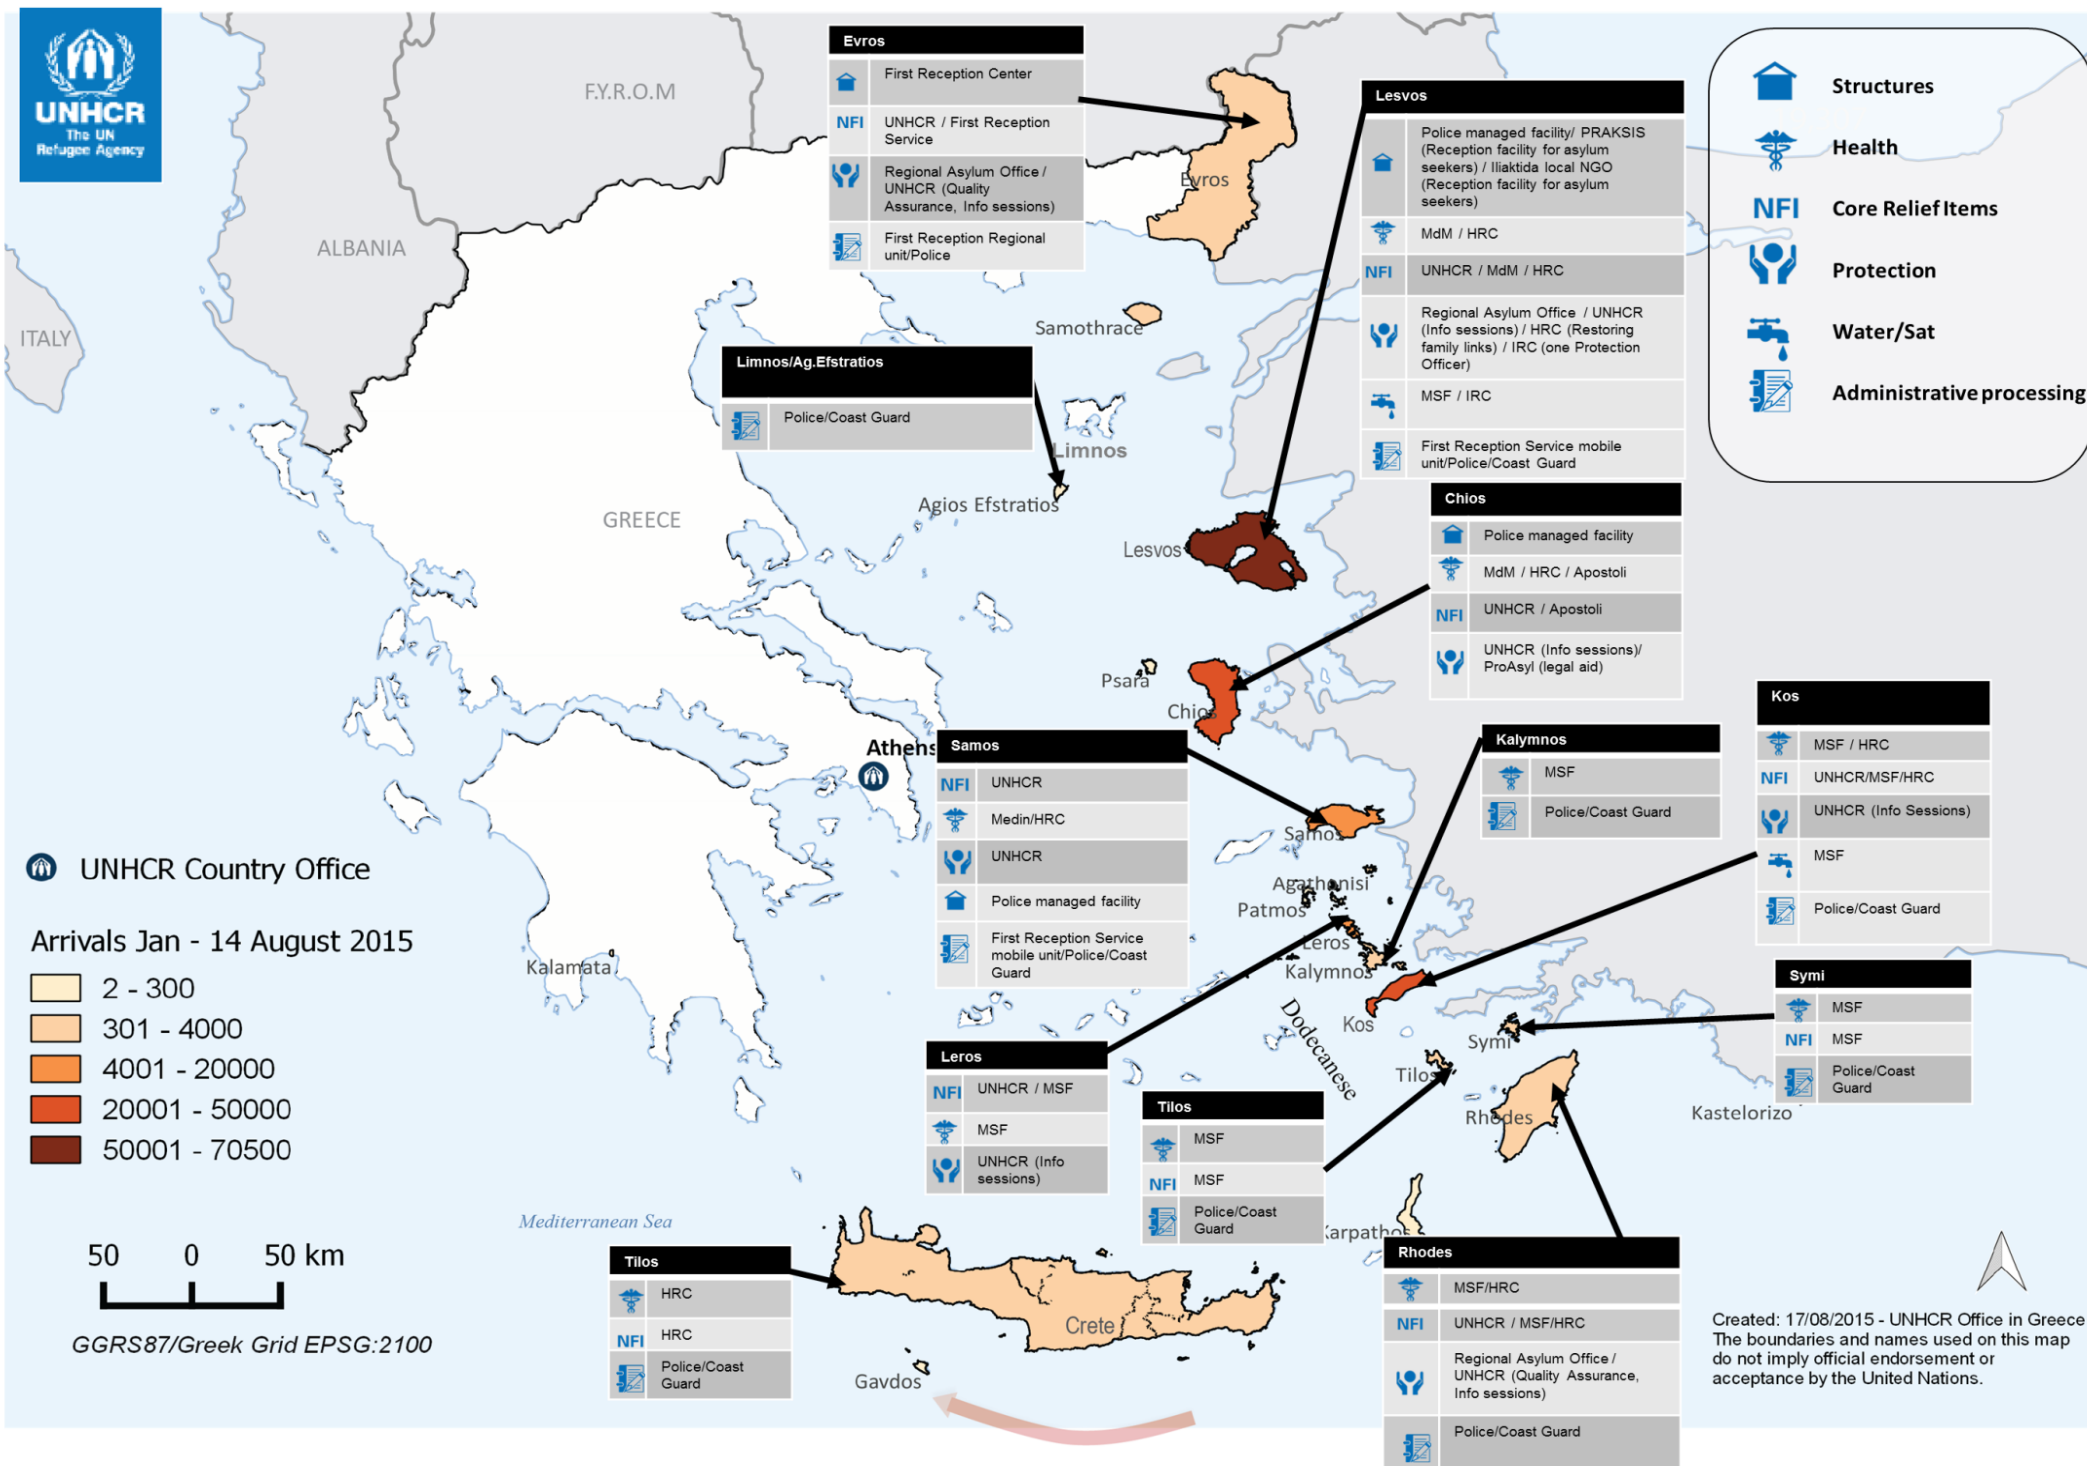 UNHCR
The UN
Refugee Agency
F.Y.R.O.M
ALBANIA
ITALY
GREECE
Evros
First Reception Center
NFI
UNHCR / First Reception
Service
Regional Asylum Office /
UNHCR (Quality
Assurance, Info sessions)
First Reception Regional
unit/Police
Evros
Samothrace
Lesvos
Police managed facility/ PRAKSIS
(Reception facility for asylum
seekers) / Iliaktida local NGO
(Reception facility for asylum
seekers)
MdM / HRC
NFI
UNHCR / MdM / HRC
Regional Asylum Office / UNHCR
(Info sessions) / HRC (Restoring
family links) / IRC (one Protection
Officer)
MSF / IRC
First Reception Service mobile
unit/Police/Coast Guard
Structures
Health
NFI
Core Relief Items
Protection
Water/Sat
Administrative processing
Limnos/Ag.Efstratios
Police/Coast Guard
Limnos
Agios Efstratios
Lesvos
Chios
Police managed facility
MdM / HRC / Apostoli
NFI
UNHCR / Apostoli
UNHCR (Info sessions)/
ProAsyl (legal aid)
Psara
Chios
Athens
Samos
NFI
UNHCR
Medin/HRC
UNHCR
Police managed facility
First Reception Service
mobile unit/Police/Coast
Guard
Kalymnos
MSF
Police/Coast Guard
Kos
MSF / HRC
NFI
UNHCR/MSF/HRC
UNHCR (Info Sessions)
MSF
Police/Coast Guard
Samos
Agathonisi
Patmos
Leros
Kalymnos
Kos
Dodecanese
Kalamata
Symi
MSF
NFI
MSF
Police/Coast
Guard
Symi
Tilos
Rhodes
Kastelorizo
Leros
NFI
UNHCR / MSF
MSF
UNHCR (Info
sessions)
Tilos
MSF
NFI
MSF
Police/Coast
Guard
Karpathos
Mediterranean Sea
Tilos
HRC
NFI
HRC
Police/Coast
Guard
Crete
Gavdos
Rhodes
MSF/HRC
NFI
UNHCR / MSF/HRC
Regional Asylum Office /
UNHCR (Quality Assurance,
Info sessions)
Police/Coast Guard
UNHCR Country Office
Arrivals Jan - 14 August 2015
2 - 300
301 - 4000
4001 - 20000
20001 - 50000
50001 - 70500
50 0 50 km
GGRS87/Greek Grid EPSG:2100
Created: 17/08/2015 - UNHCR Office in Greece
The boundaries and names used on this map
do not imply official endorsement or
acceptance by the United Nations.